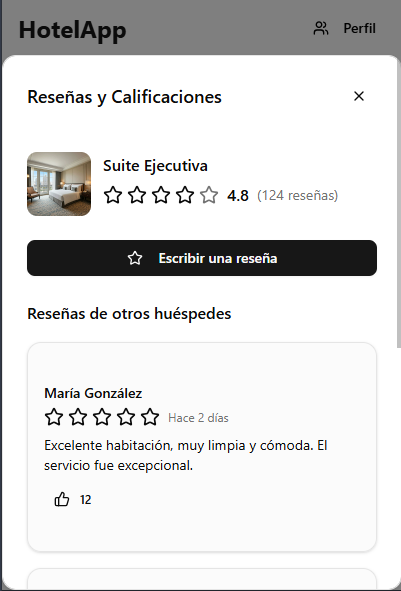 HotelApp
Perfil
Reseñas y Calificaciones
Suite Ejecutiva
4.8 (124 reseñas)
Escribir una reseña
Reseñas de otros huéspedes
María González
Hace 2 días
Excelente habitación, muy limpia y cómoda. El
servicio fue excepcional.
12